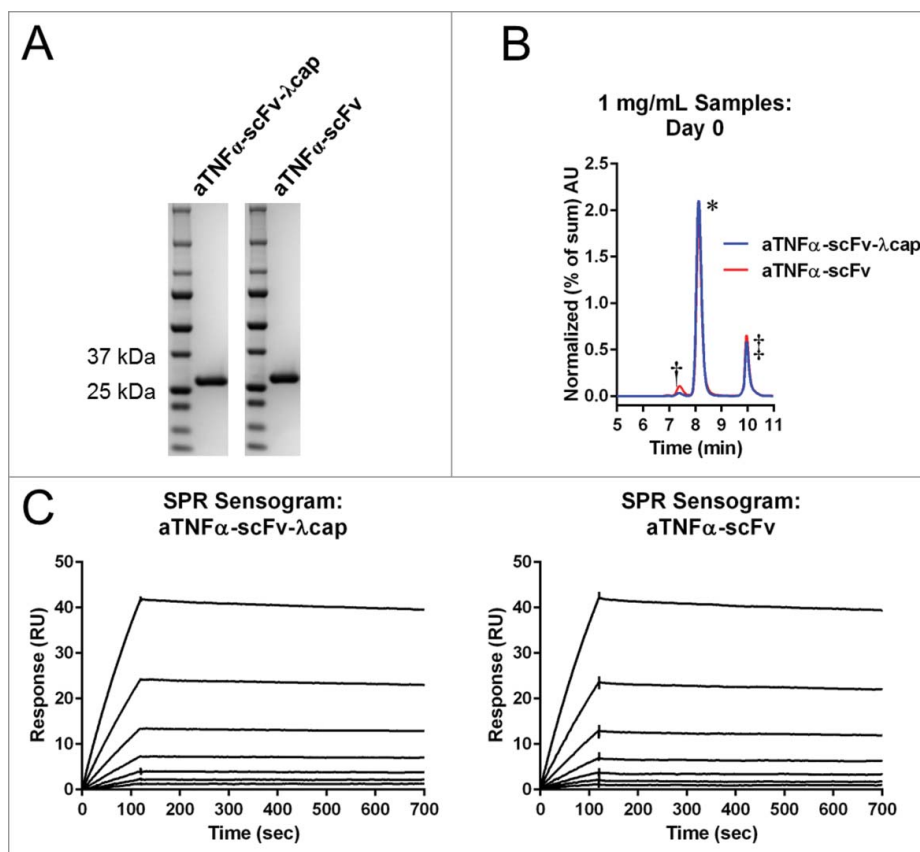 A
aTNFα-scFv-λcap
aTNFα-scFv
37 kDa
25 kDa
B
1 mg/mL Samples:
Day 0
Normalized (% of sum) AU
2.5
2.0
1.5
1.0
0.5
0.0
5 6 7 8 9 10 11
Time (min)
*
†
‡
aTNFα-scFv-λcap
aTNFα-scFv
C
SPR Sensogram:
aTNFα-scFv-λcap
Response (RU)
50
40
30
20
10
0
0 100 200 300 400 500 600 700
Time (sec)
SPR Sensogram:
aTNFα-scFv
Response (RU)
50
40
30
20
10
0
0 100 200 300 400 500 600 700
Time (sec)